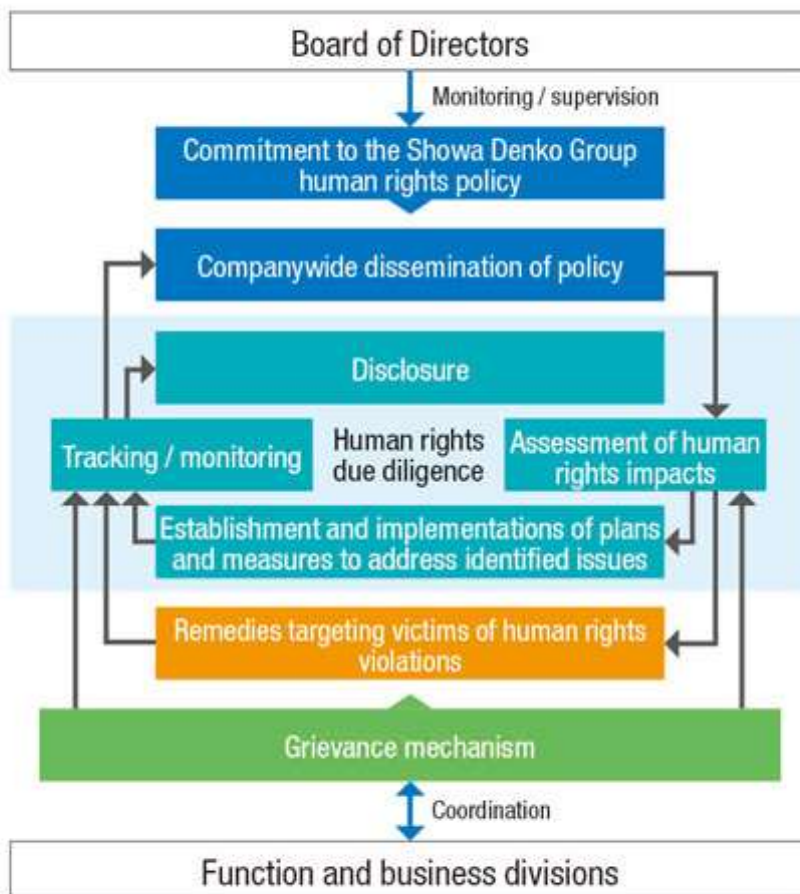 Board of Directors
Monitoring / supervision
Commitment to the Showa Denko Group
human rights policy
Companywide dissemination of policy
Disclosure
Tracking / monitoring
Human rights
due diligence
Assessment of human
rights impacts
Establishment and implementations of plans
and measures to address identified issues
Remedies targeting victims of human rights
violations
Grievance mechanism
Coordination
Function and business divisions